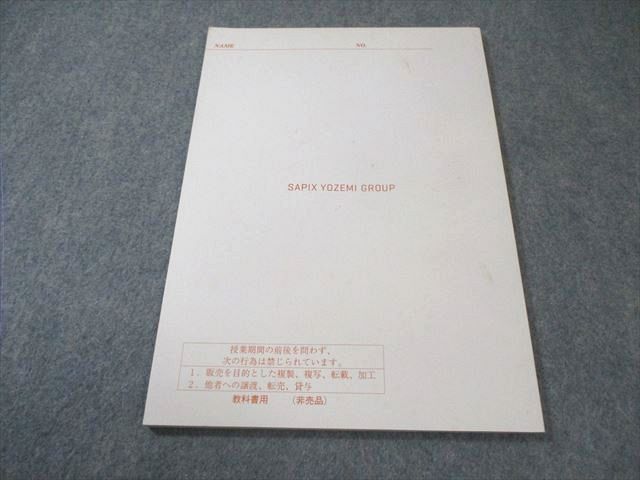 NAME NO.
SAPIX YOZEMI GROUP
授業期間の前後を問わず、
次の行為は禁じられています。
1．販売を目的とした複製、複写、転載、加工
2．他者への譲渡、転売、貸与
教科書用 （非売品）